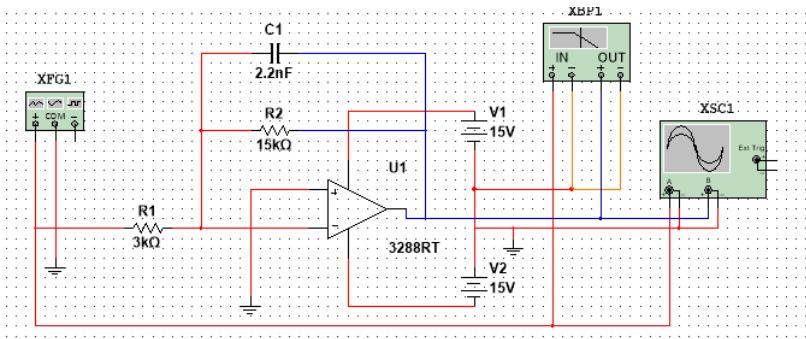 XBP1
C1
IN OUT
2.2nF
XFG1
COM
R2
V1
XSC1
15V
15kΩ
Ext Trig
U1
A
B
R1
3kΩ
3288RT
V2
15V